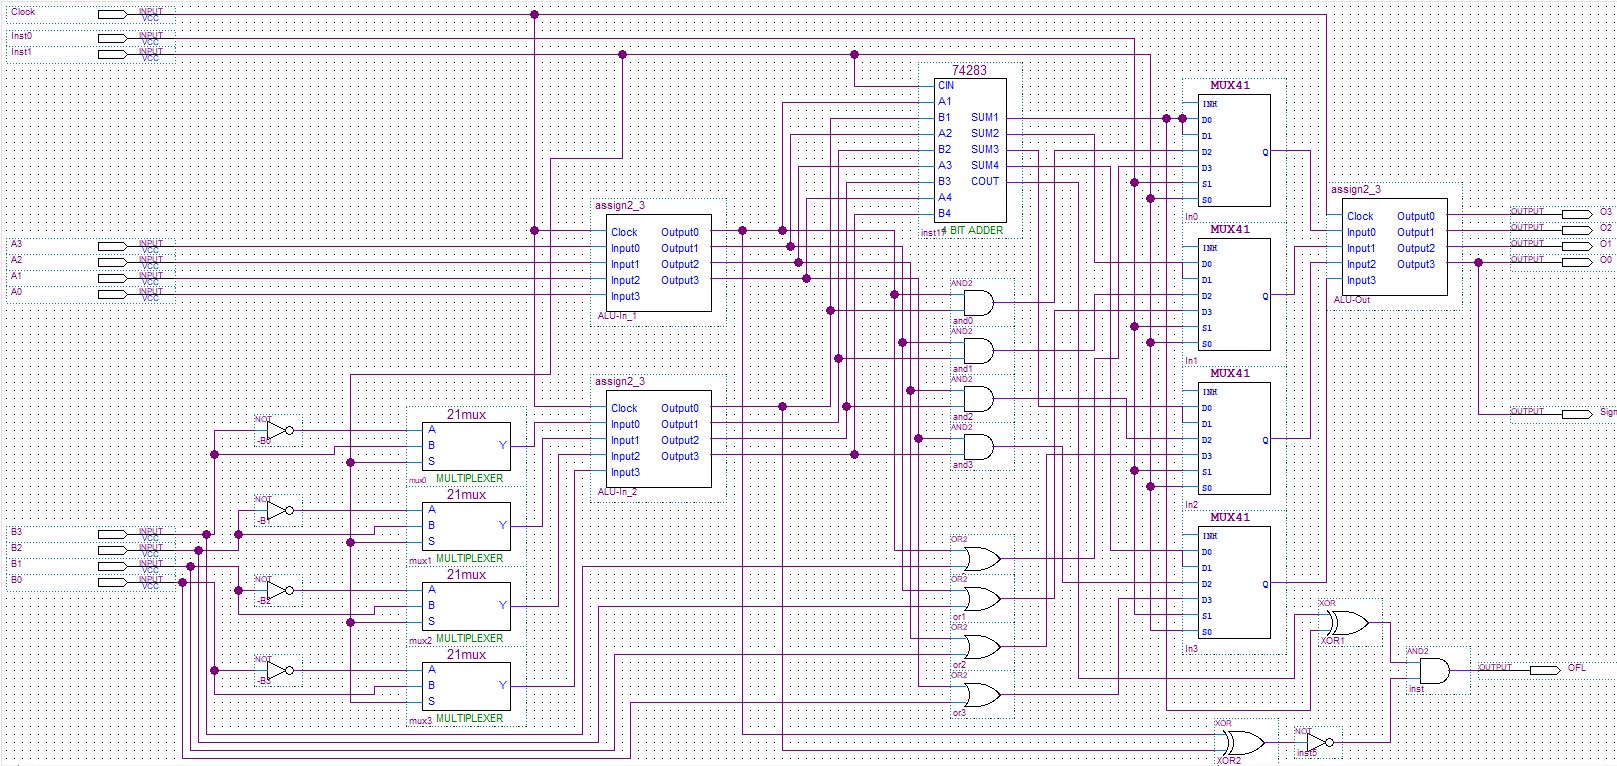 Clock INPUT VCC
Inst0 INPUT VCC
Inst1 INPUT VCC
A3 INPUT VCC
A2 INPUT VCC
A1 INPUT VCC
A0 INPUT VCC
B3 INPUT VCC
B2 INPUT VCC
B1 INPUT VCC
B0 INPUT VCC
NOT
-B0
NOT
-B1
NOT
-B2
NOT
-B3
21mux
A
B Y
S
mux0 MULTIPLEXER
21mux
A
B Y
S
mux1 MULTIPLEXER
21mux
A
B Y
S
mux2 MULTIPLEXER
21mux
A
B Y
S
mux3 MULTIPLEXER
assign2_3
Clock Output0
Input0 Output1
Input1 Output2
Input2 Output3
Input3
ALU-In_1
assign2_3
Clock Output0
Input0 Output1
Input1 Output2
Input2 Output3
Input3
ALU-In_2
74283
CIN
A1
B1 SUM1
A2 SUM2
B2 SUM3
A3 SUM4
B3 COUT
A4
B4
4 BIT ADDER
AND2
and0
AND2
and1
AND2
and2
AND2
and3
OR2
OR2
or1
OR2
or2
OR2
or3
MUX41
INH
D0
D1
D2 Q
D3
S1
S0
In0
MUX41
INH
D0
D1
D2 Q
D3
S1
S0
In1
MUX41
INH
D0
D1
D2 Q
D3
S1
S0
In2
MUX41
INH
D0
D1
D2 Q
D3
S1
S0
In3
assign2_3
Clock Output0
Input0 Output1
Input1 Output2
Input2 Output3
Input3
ALU-Out
OUTPUT O3
OUTPUT O2
OUTPUT O1
OUTPUT O0
OUTPUT Sign
XOR
XOR1
AND2
inst
OUTPUT OFL
XOR
XOR2
NOT
inst5